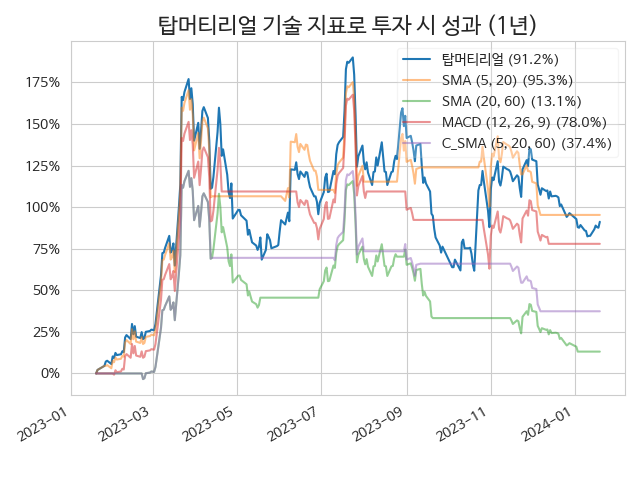 탑머티리얼 기술 지표로 투자 시 성과 (1년)
탑머티리얼 (91.2%)
SMA (5, 20) (95.3%)
SMA (20, 60) (13.1%)
MACD (12, 26, 9) (78.0%)
C_SMA (5, 20, 60) (37.4%)
175%
150%
125%
100%
75%
50%
25%
0%
2023-01
2023-03
2023-05
2023-07
2023-09
2023-11
2024-01